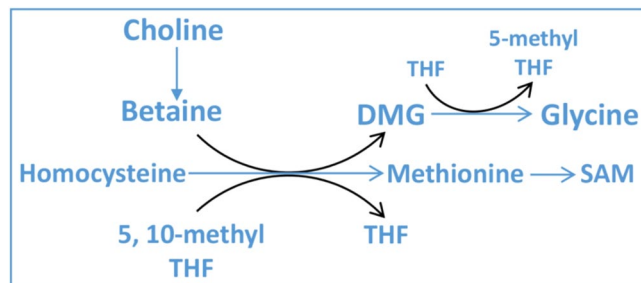 Choline
5-methyl
THF
THF
Betaine
DMG
Glycine
Homocysteine
Methionine
SAM
5, 10-methyl
THF
THF